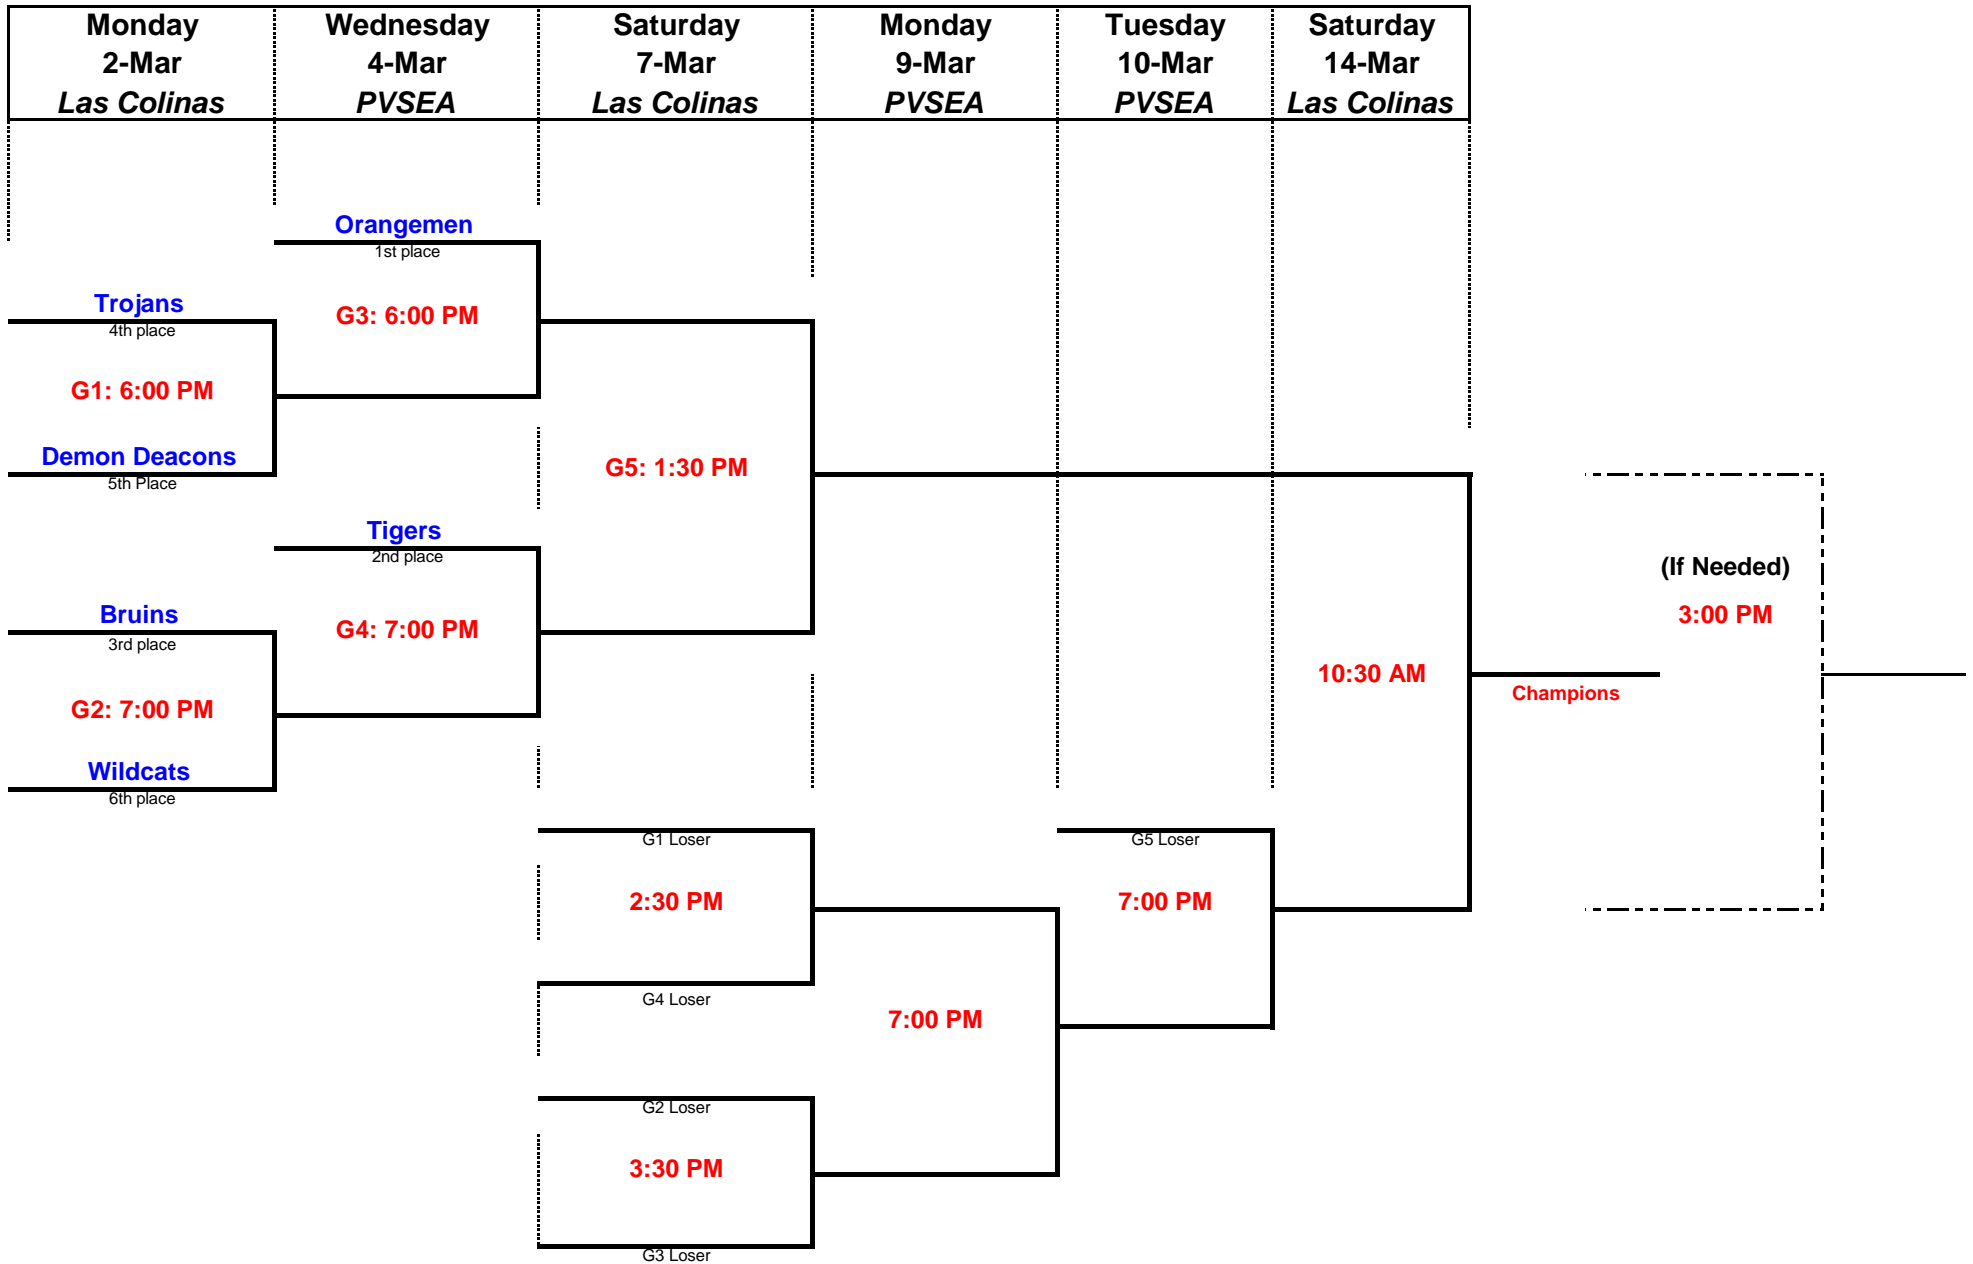 Monday Wednesday Saturday Monday Tuesday Saturday
2-Mar 4-Mar 7-Mar 9-Mar 10-Mar 14-Mar
Las Colinas PVSEA Las Colinas PVSEA PVSEA Las Colinas
Orangemen
1st place
Trojans
4th place
G3: 6:00 PM
G1: 6:00 PM
Demon Deacons
5th Place
G5: 1:30 PM
Tigers
2nd place
(If Needed)
3:00 PM
Bruins
3rd place
G4: 7:00 PM
10:30 AM
Champions
G2: 7:00 PM
Wildcats
6th place
G1 Loser
G5 Loser
2:30 PM
7:00 PM
G4 Loser
7:00 PM
G2 Loser
3:30 PM
G3 Loser